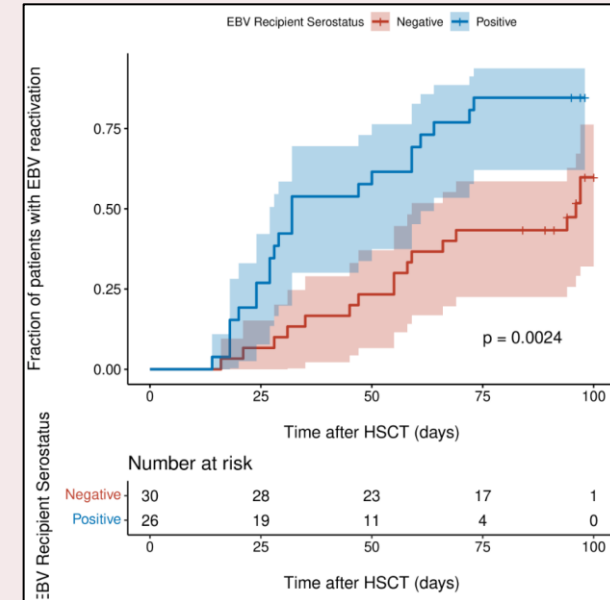 EBV Recipient Serostatus Negative Positive
Fraction of patients with EBV reactivation
0.75
0.50
0.25
0.00
p = 0.0024
0 25 50 75 100
Time after HSCT (days)
Number at risk
EBV Recipient Serostatus
Negative 30 28 23 17 1
Positive 26 19 11 4 0
0 25 50 75 100
Time after HSCT (days)